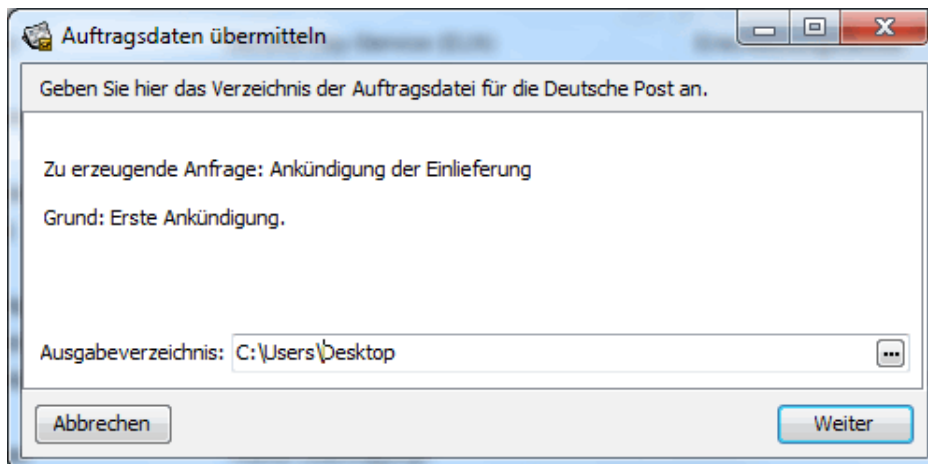 Auftragsdaten übermitteln
Geben Sie hier das Verzeichnis der Auftragsdatei für die Deutsche Post an.
Zu erzeugende Anfrage: Ankündigung der Einlieferung
Grund: Erste Ankündigung.
Ausgabeverzeichnis: C:\Users\Desktop ...
Abbrechen Weiter